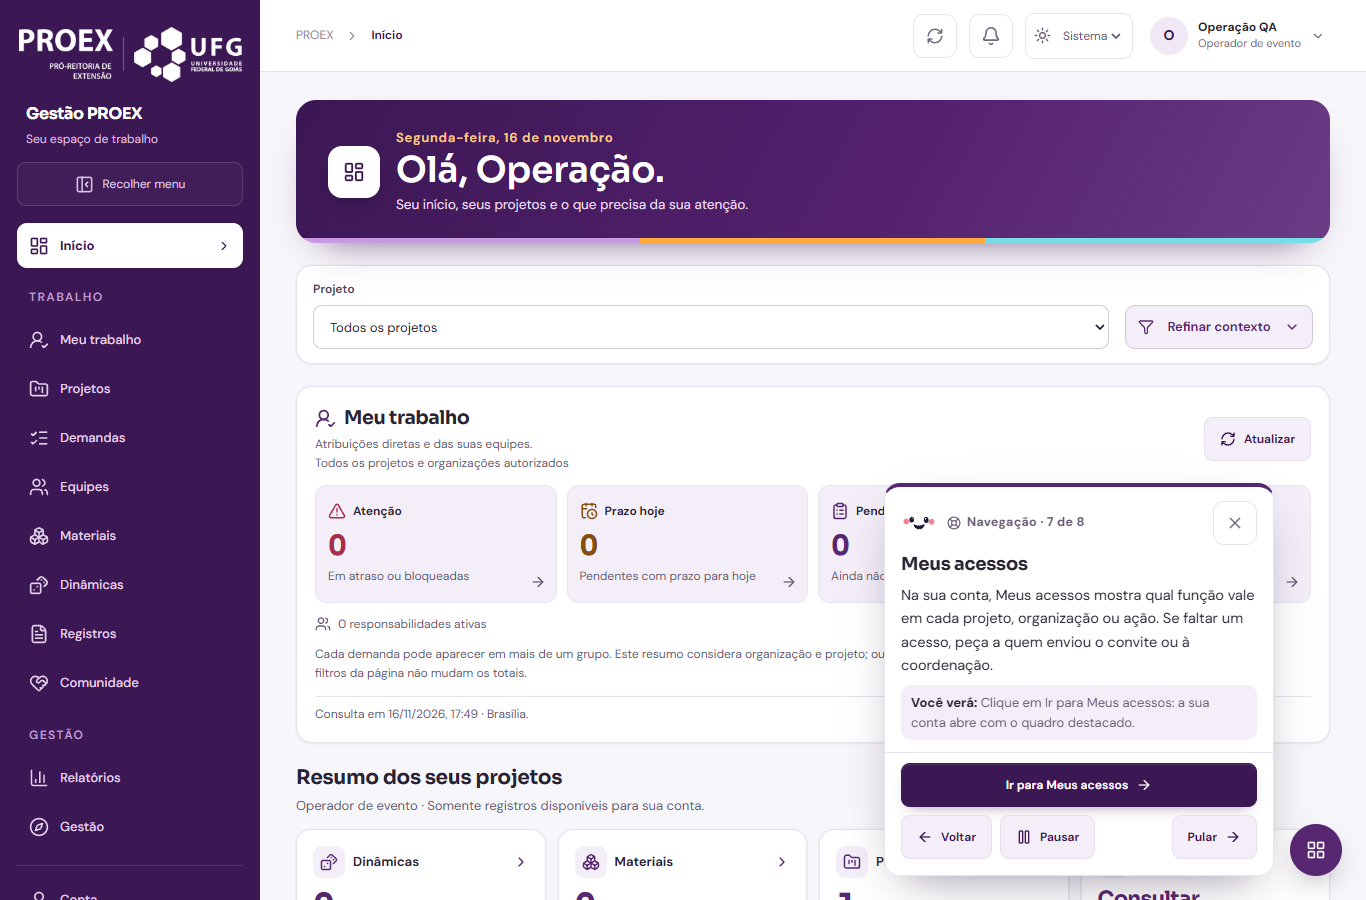 PROEX
PRÓ-REITORIA DE
EXTENSÃO
UFG
UNIVERSIDADE
FEDERAL DE GOIÁS
Gestão PROEX
Seu espaço de trabalho
Recolher menu
Início
TRABALHO
Meu trabalho
Projetos
Demandas
Equipes
Materiais
Dinâmicas
Registros
Comunidade
GESTÃO
Relatórios
Gestão
Conta
PROEX > Início
Sistema
O
Operação QA
Operador de evento
Segunda-feira, 16 de novembro
Olá, Operação.
Seu início, seus projetos e o que precisa da sua atenção.
Projeto
Todos os projetos
Refinar contexto
Meu trabalho
Atribuições diretas e das suas equipes.
Todos os projetos e organizações autorizados
Atualizar
Atenção
0
Em atraso ou bloqueadas
Prazo hoje
0
Pendentes com prazo para hoje
Pend
0
Ainda não
0 responsabilidades ativas
Cada demanda pode aparecer em mais de um grupo. Este resumo considera organização e projeto; ou
filtros da página não mudam os totais.
Consulta em 16/11/2026, 17:49 · Brasília.
Navegação · 7 de 8
Meus acessos
Na sua conta, Meus acessos mostra qual função vale
em cada projeto, organização ou ação. Se faltar um
acesso, peça a quem enviou o convite ou à
coordenação.
Você verá: Clique em Ir para Meus acessos: a sua
conta abre com o quadro destacado.
Ir para Meus acessos
Voltar
Pausar
Pular
Resumo dos seus projetos
Operador de evento · Somente registros disponíveis para sua conta.
Dinâmicas
0
Materiais
0
P
1
Consultar